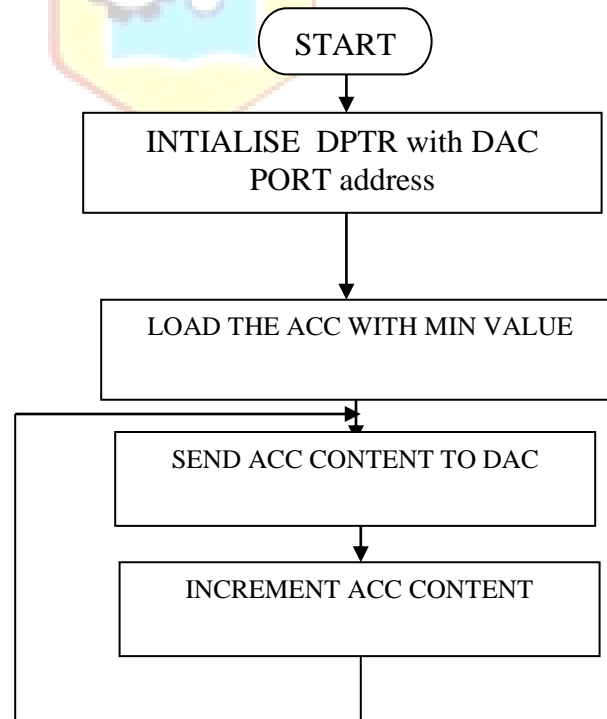 START
INTIALISE DPTR with DAC
PORT address
LOAD THE ACC WITH MIN VALUE
SEND ACC CONTENT TO DAC
INCREMENT ACC CONTENT